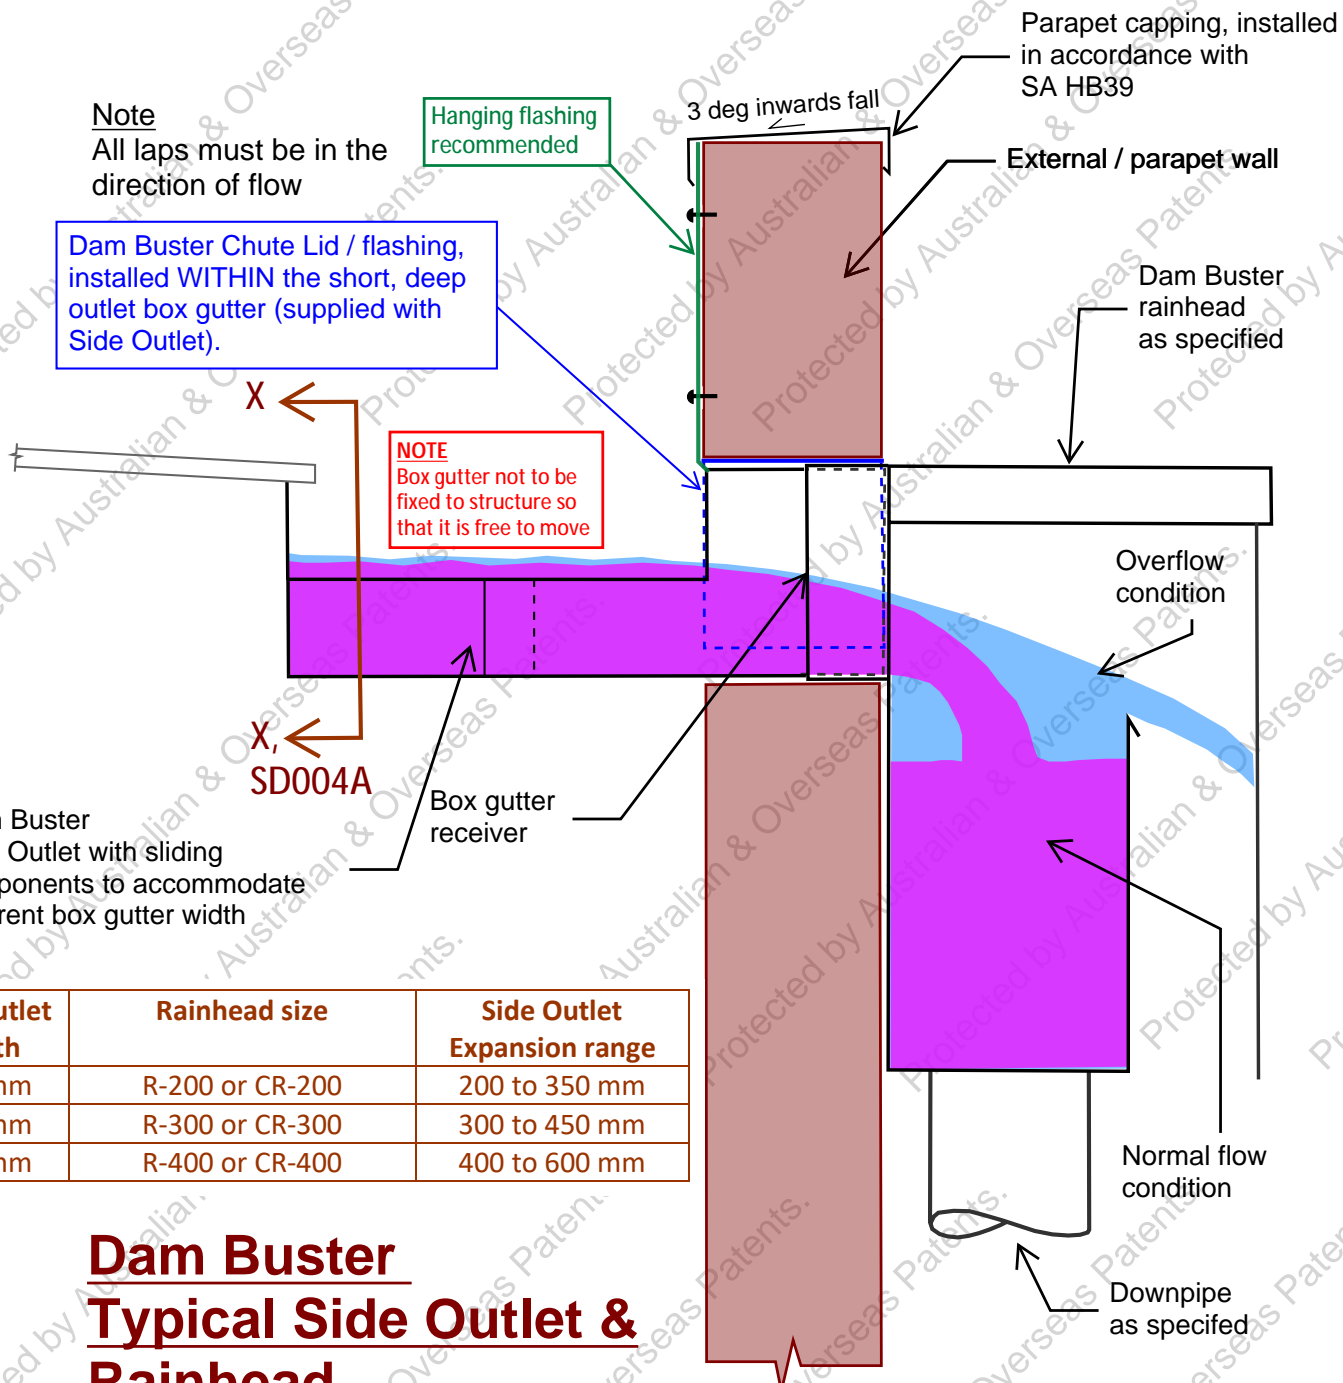 Parapet capping, installed
in accordance with
SA HB39
Note
All laps must be in the
direction of flow
Hanging flashing
recommended
3 deg inwards fall
External / parapet wall
Dam Buster Chute Lid / flashing,
installed WITHIN the short, deep
outlet box gutter (supplied with
Side Outlet).
Dam Buster
rainhead
as specified
X
NOTE
Box gutter not to be
fixed to structure so
that it is free to move
Overflow
condition
X,
SD004A
Box gutter
receiver
Buster
Outlet with sliding
ponents to accommodate
rent box gutter width
utlet
th
Rainhead size
Side Outlet
Expansion range
mm
R-200 or CR-200
200 to 350 mm
mm
R-300 or CR-300
300 to 450 mm
mm
R-400 or CR-400
400 to 600 mm
Normal flow
condition
Downpipe
as specifed
Dam Buster
Typical Side Outlet &
Rainhead
Protected by Australian & Overseas Patents.